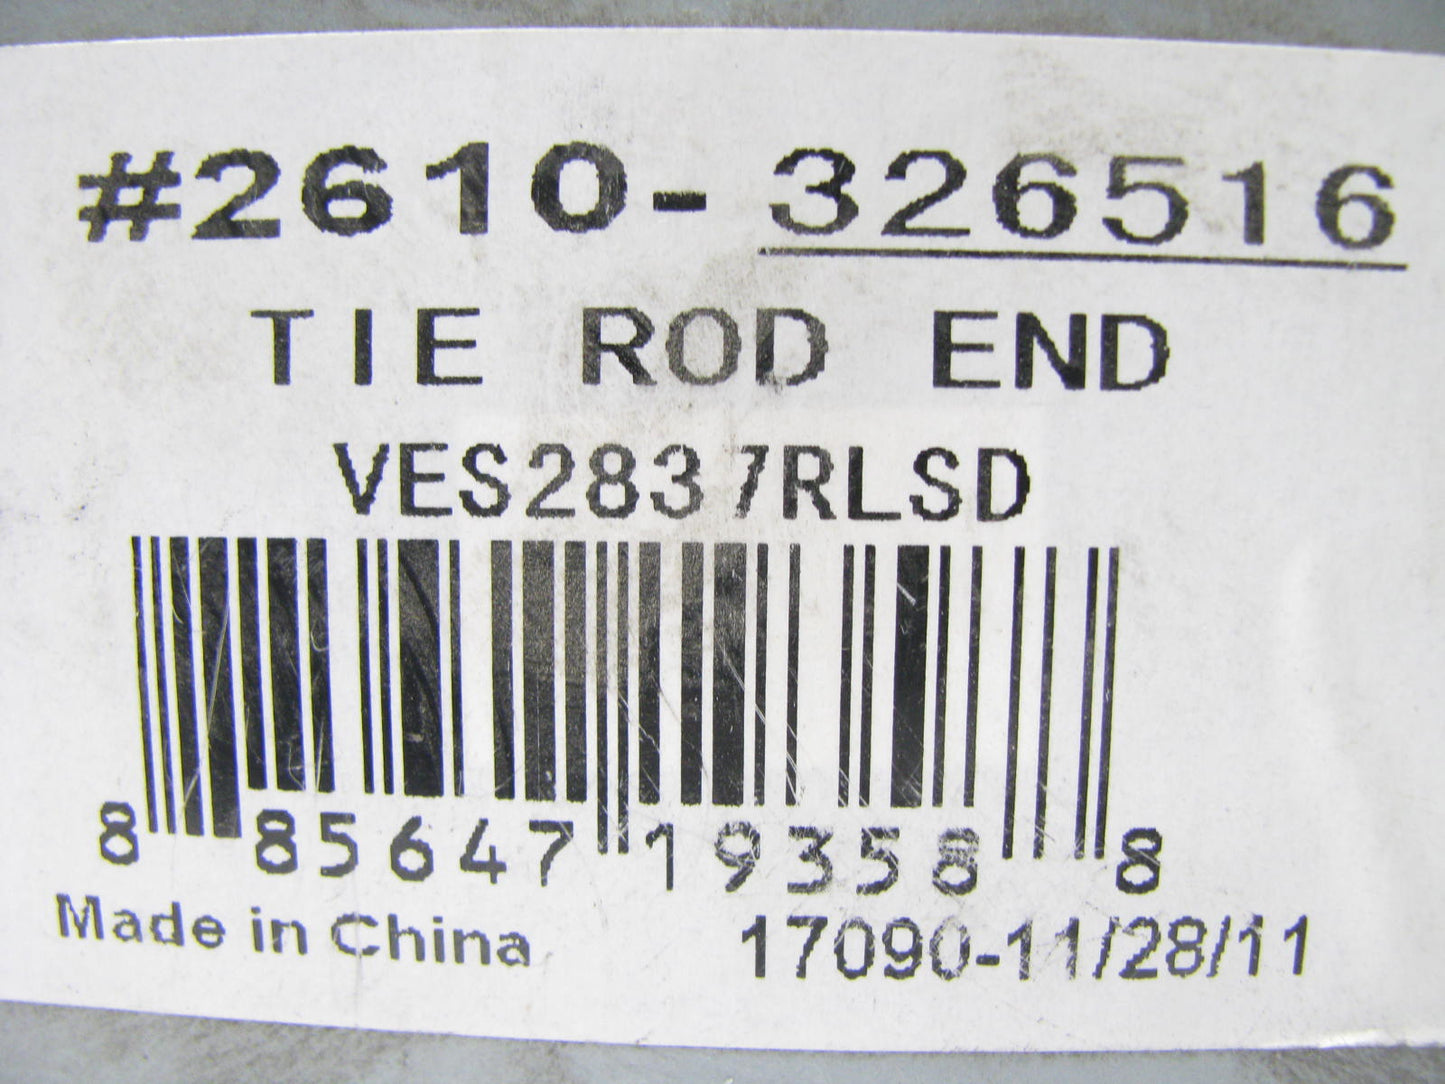 #2610-326516
TIE ROD END
VES2837RLSD
8 85647 19358 8
Made in China 17090-11/28/11